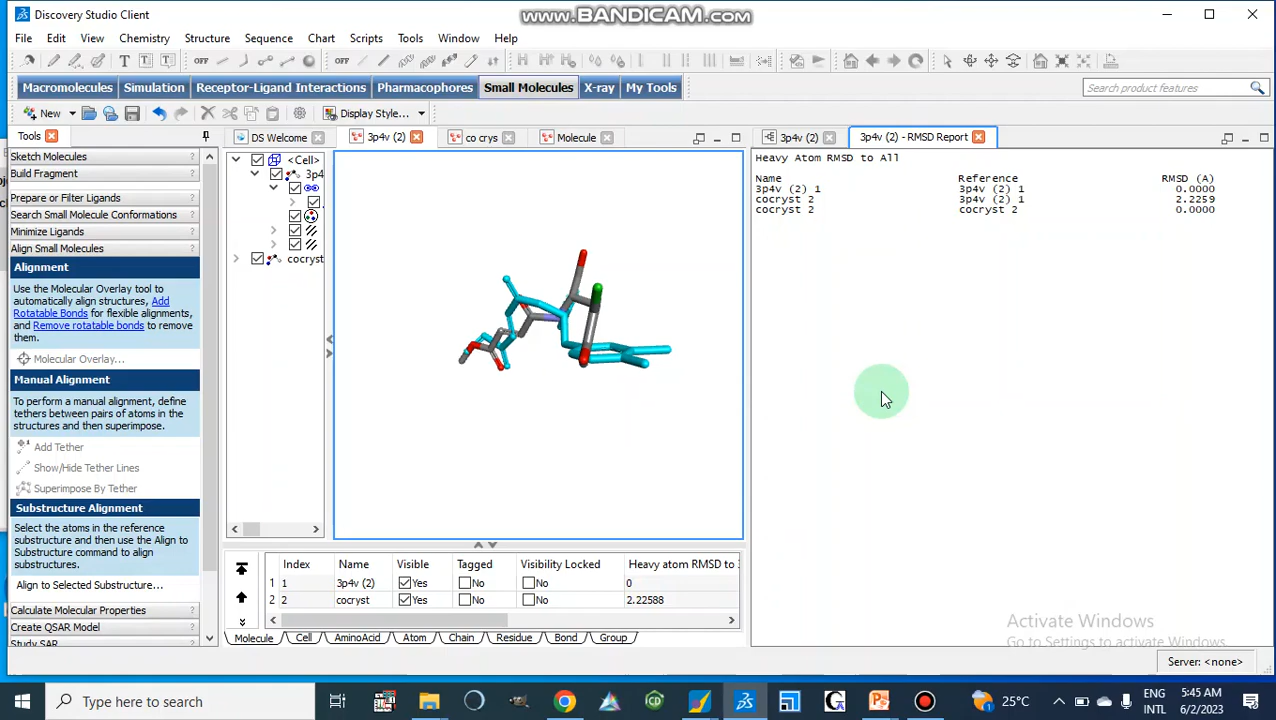 Discovery Studio Client
www.BANDICAM.com
File Edit View Chemistry Structure Sequence Chart Scripts Tools Window Help
OFF OFF
Macromolecules Simulation Receptor-Ligand Interactions Pharmacophores Small Molecules X-ray My Tools Search product features
New Display Style...
Tools DS Welcome 3p4v (2) co crys Molecule 3p4v (2) 3p4v (2) - RMSD Report
Sketch Molecules ?
Build Fragment ?
Prepare or Filter Ligands ?
Search Small Molecule Conformations ?
Minimize Ligands ?
Align Small Molecules ?
Alignment
Use the Molecular Overlay tool to
automatically align structures, Add
Rotatable Bonds for flexible alignments,
and Remove rotatable bonds to remove
them.
Molecular Overlay...
Manual Alignment
To perform a manual alignment, define
tethers between pairs of atoms in the
structures and then superimpose.
Add Tether
Show/Hide Tether Lines
Superimpose By Tether
Substructure Alignment
Select the atoms in the reference
substructure and then use the Align to
Substructure command to align
substructures.
Align to Selected Substructure...
Calculate Molecular Properties ?
Create QSAR Model ?
<Cell>
3p4
cocryst
Heavy Atom RMSD to All
Name Reference RMSD (A)
3p4v (2) 1 3p4v (2) 1 0.0000
cocryst 2 3p4v (2) 1 2.2259
cocryst 2 cocryst 2 0.0000
Index Name Visible Tagged Visibility Locked Heavy atom RMSD to
1 1 3p4v (2) Yes No No 0
2 2 cocryst Yes No No 2.22588
Molecule Cell AminoAcid Atom Chain Residue Bond Group
Activate Windows
Go to Settings to activate Windows.
Server: <none>
Type here to search
25°C
ENG
INTL
5:45 AM
6/2/2023